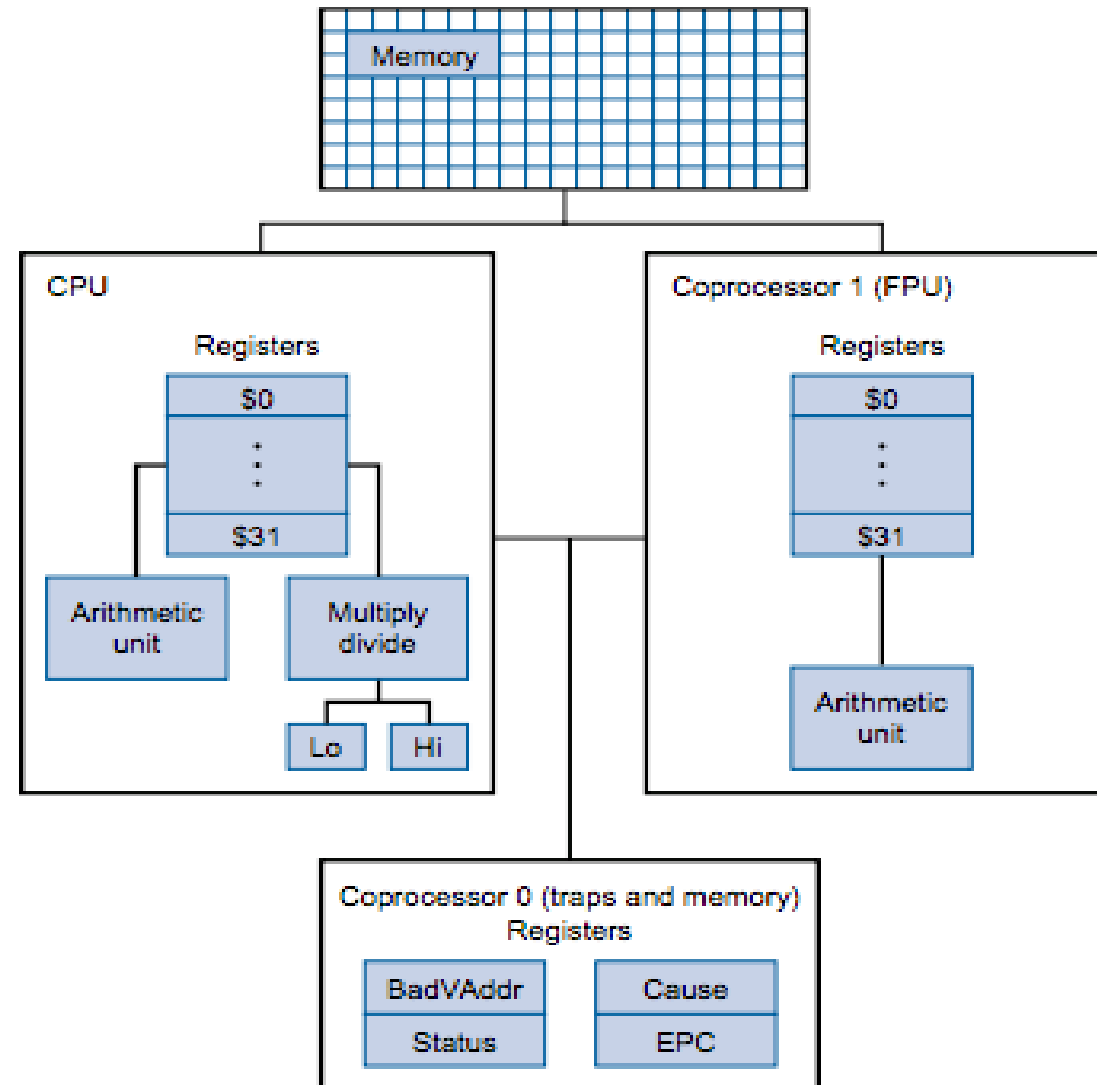 Memory
CPU
Registers
$0
$31
Arithmetic
unit
Multiply
divide
Lo
Hi
Coprocessor 1 (FPU)
Registers
$0
$31
Arithmetic
unit
Coprocessor 0 (traps and memory)
Registers
BadVAddr
Cause
Status
EPC